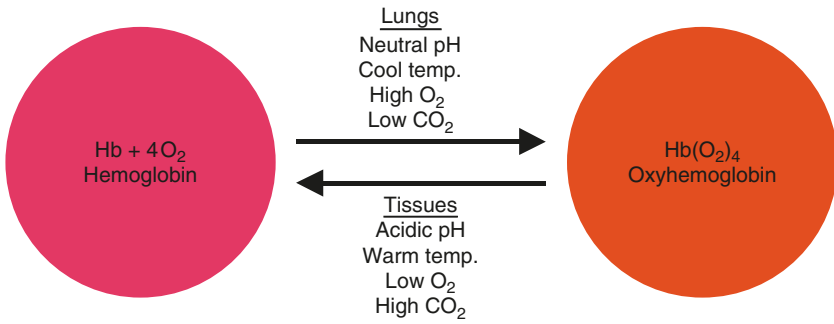 Lungs
Neutral pH
Cool temp.
High O₂
Low CO₂
Hb + 4O₂
Hemoglobin
Hb(O₂)₄
Oxyhemoglobin
Tissues
Acidic pH
Warm temp.
Low O₂
High CO₂